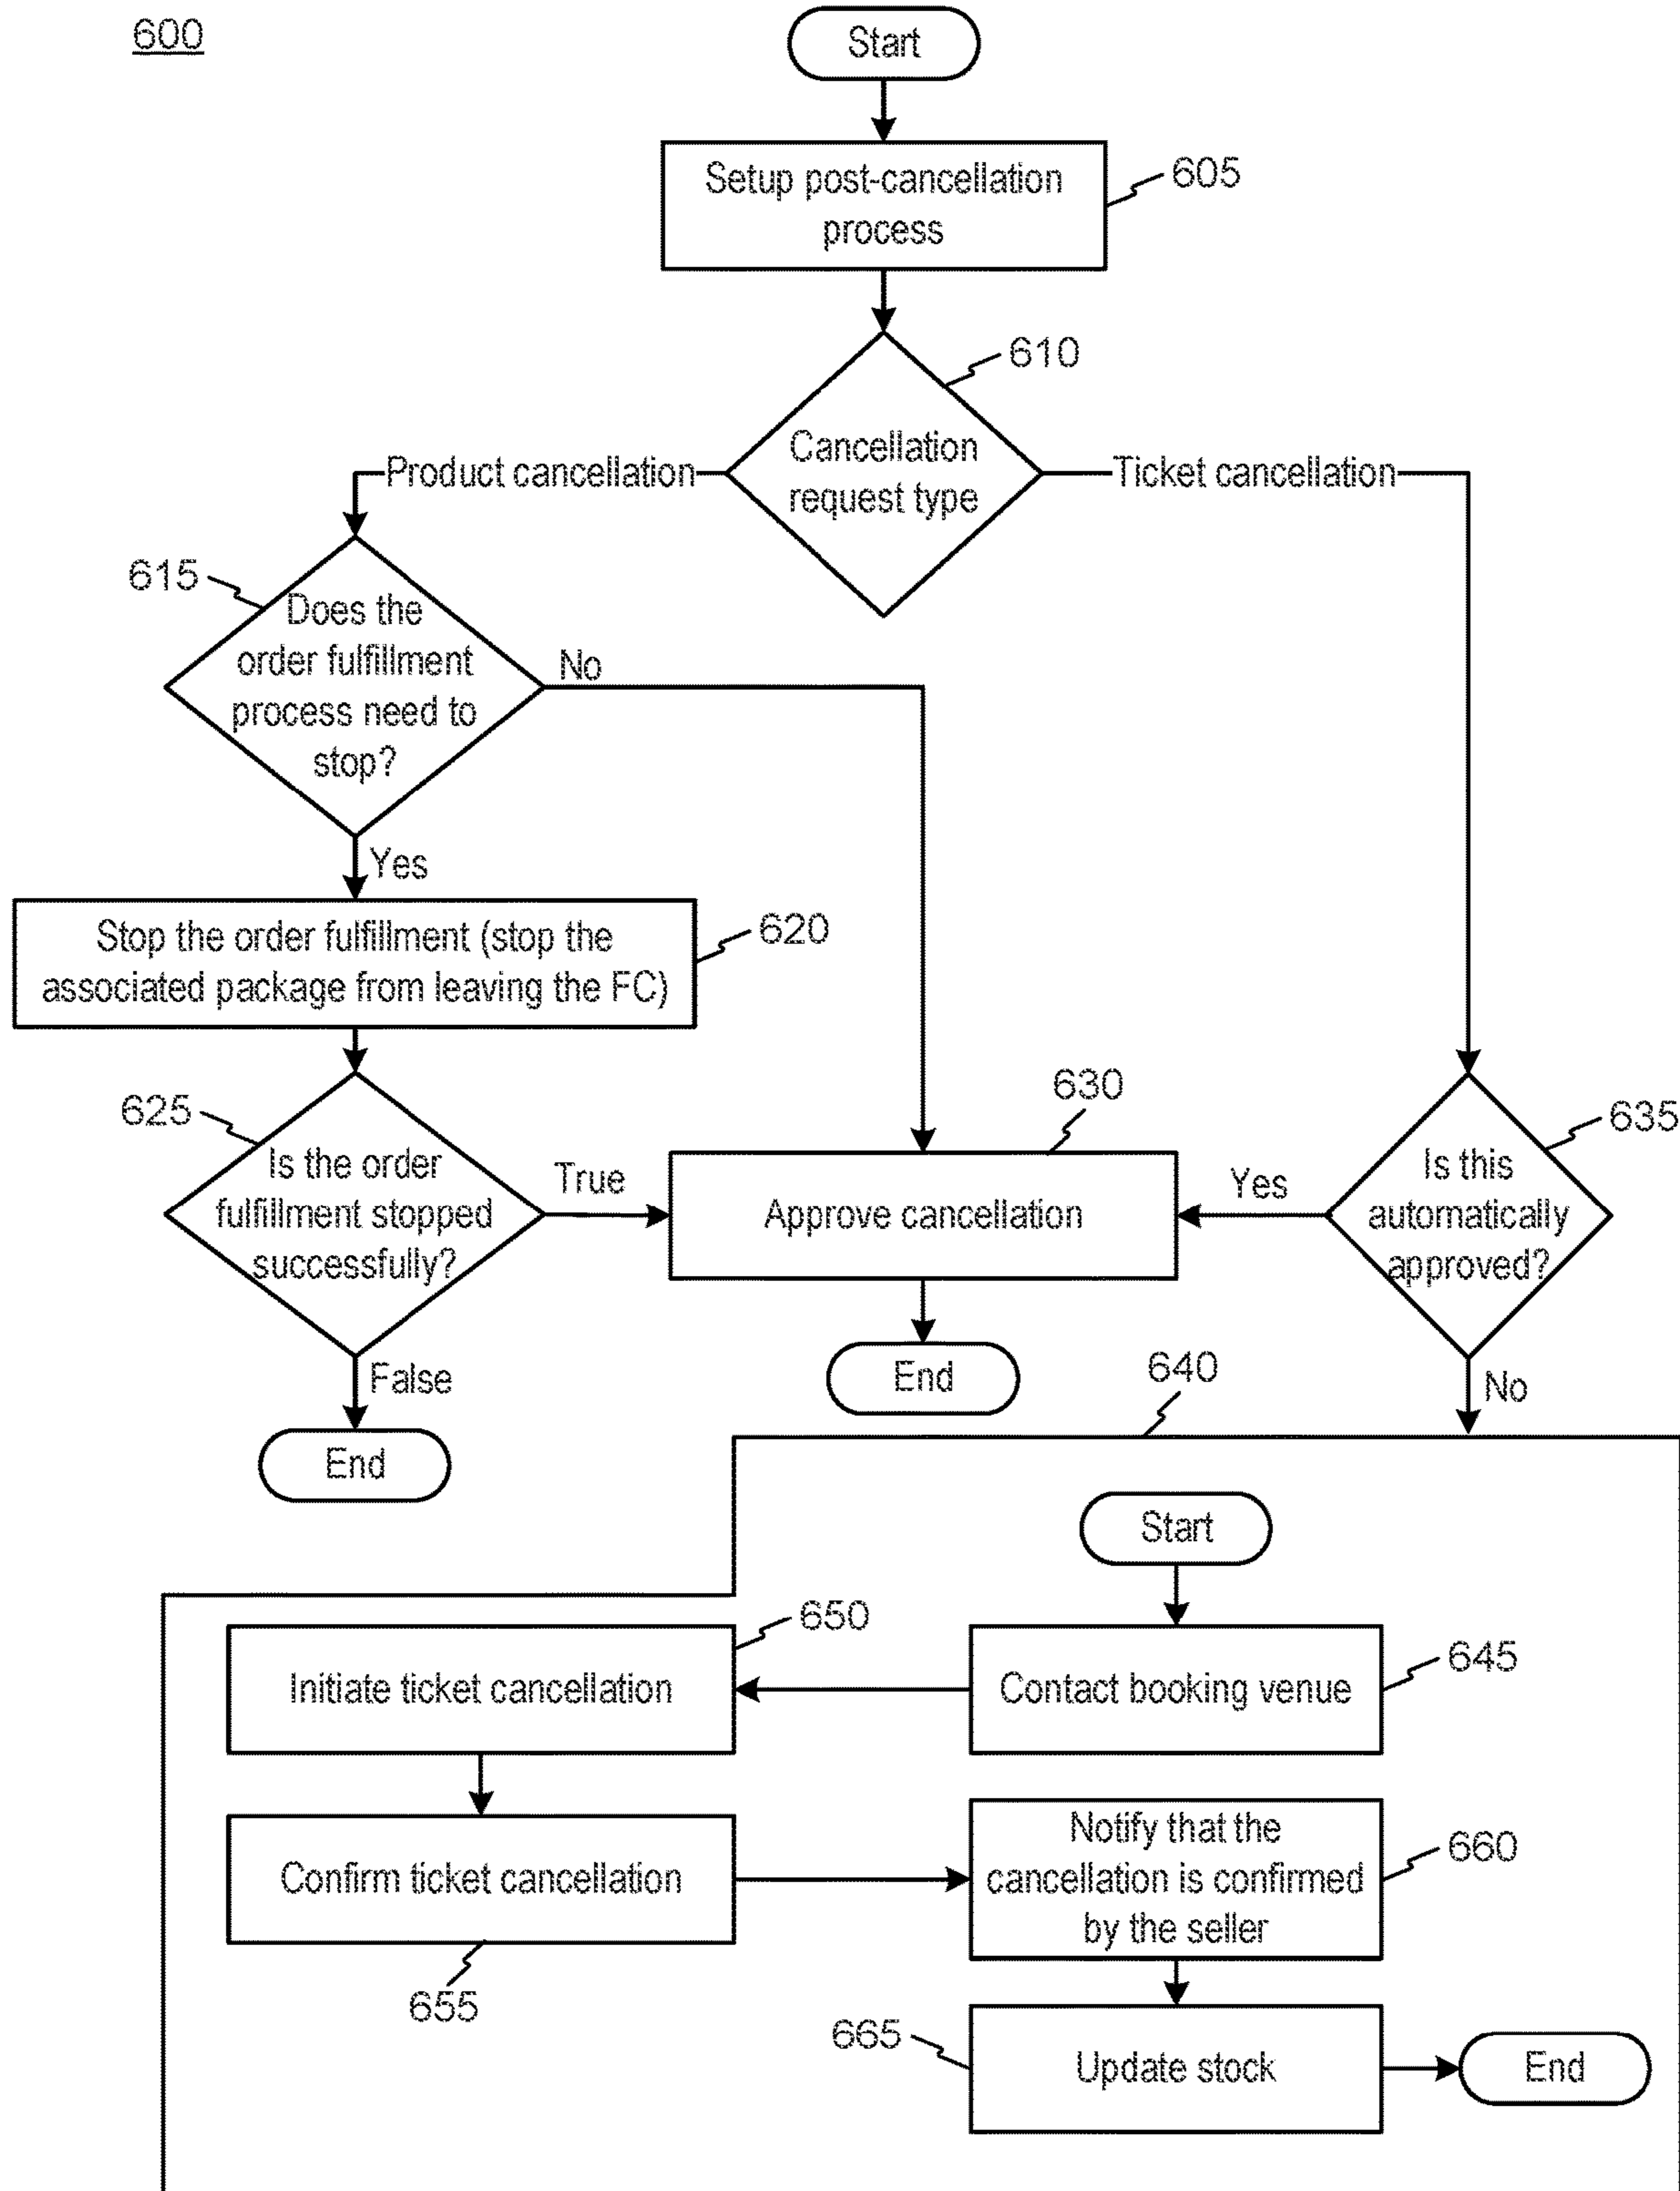 600
Start
Setup post-cancellation
process
605
610
Cancellation
request type
Product cancellation
Ticket cancellation
615
Does the
order fulfillment
process need to
stop?
No
Yes
Stop the order fulfillment (stop the
associated package from leaving the FC)
620
625
Is the order
fulfillment stopped
successfully?
True
False
End
630
Approve cancellation
End
635
Is this
automatically
approved?
Yes
No
640
Start
Contact booking venue
645
650
Initiate ticket cancellation
Confirm ticket cancellation
655
Notify that the
cancellation is confirmed
by the seller
660
665
Update stock
End